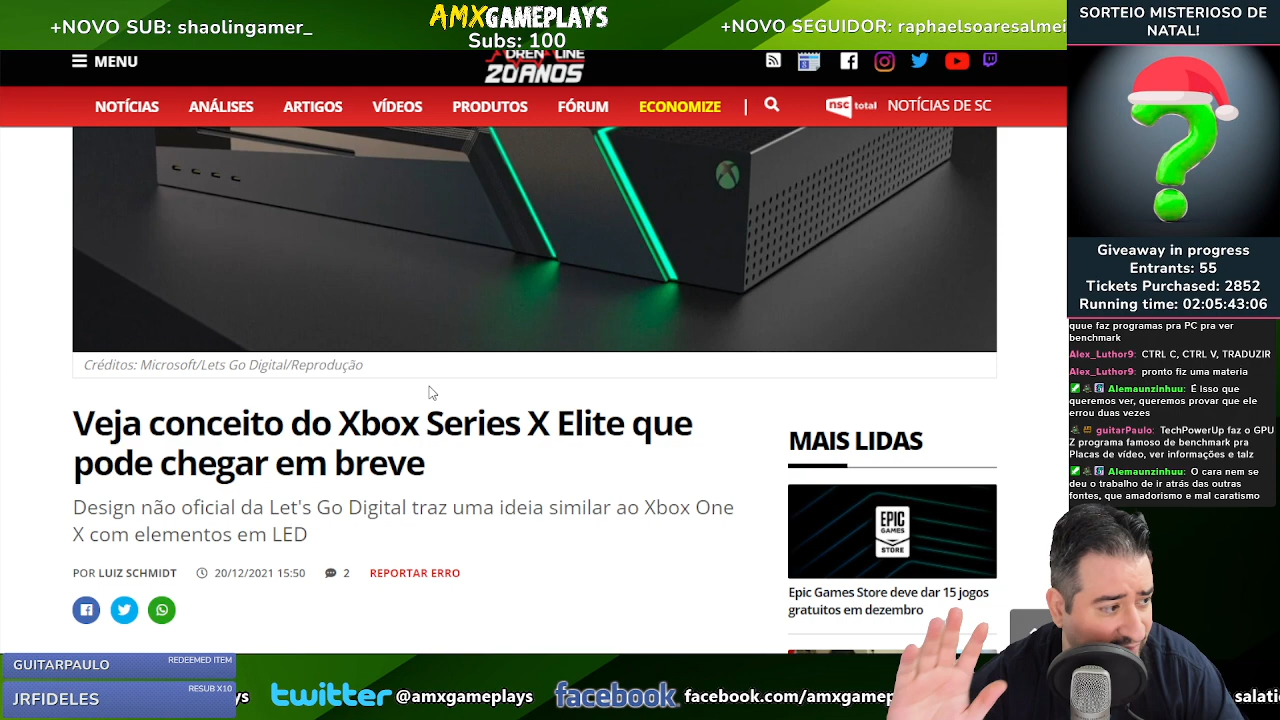 +NOVO SUB: shaolingamer_
AMXGAMEPLAYS
Subs: 100
+NOVO SEGUIDOR: raphaelsoaresalmei
SORTEIO MISTERIOSO DE
NATAL!
MENU
ADRENALINE
20 ANOS
NOTÍCIAS
ANÁLISES
ARTIGOS
VÍDEOS
PRODUTOS
FÓRUM
ECONOMIZE
|
nsc total
NOTÍCIAS DE SC
Créditos: Microsoft/Lets Go Digital/Reprodução
Veja conceito do Xbox Series X Elite que
pode chegar em breve
Design não oficial da Let's Go Digital traz uma ideia similar ao Xbox One
X com elementos em LED
POR LUIZ SCHMIDT
20/12/2021 15:50
2
REPORTAR ERRO
MAIS LIDAS
EPIC
GAMES
STORE
Epic Games Store deve dar 15 jogos
gratuitos em dezembro
Giveaway in progress
Entrants: 55
Tickets Purchased: 2852
Running time: 02:05:43:06
quue faz programas pra PC pra ver
benchmark
Alex_Luthor9: CTRL C, CTRL V, TRADUZIR
Alex_Luthor9: pronto fiz uma materia
Alemaunzinhuu: É isso que
queremos ver, queremos provar que ele
errou duas vezes
guitarPaulo: TechPowerUp faz o GPU
Z programa famoso de benchmark pra
Placas de vídeo, ver informações e talz
Alemaunzinhuu: O cara nem se
deu o trabalho de ir atrás das outras
fontes, que amadorismo e mal caratismo
GUITARPAULO
REDEEMED ITEM
JRFIDELES
RESUB X10
ys
twitter @amxgameplays
facebook. facebook.com/amxgamep
salati